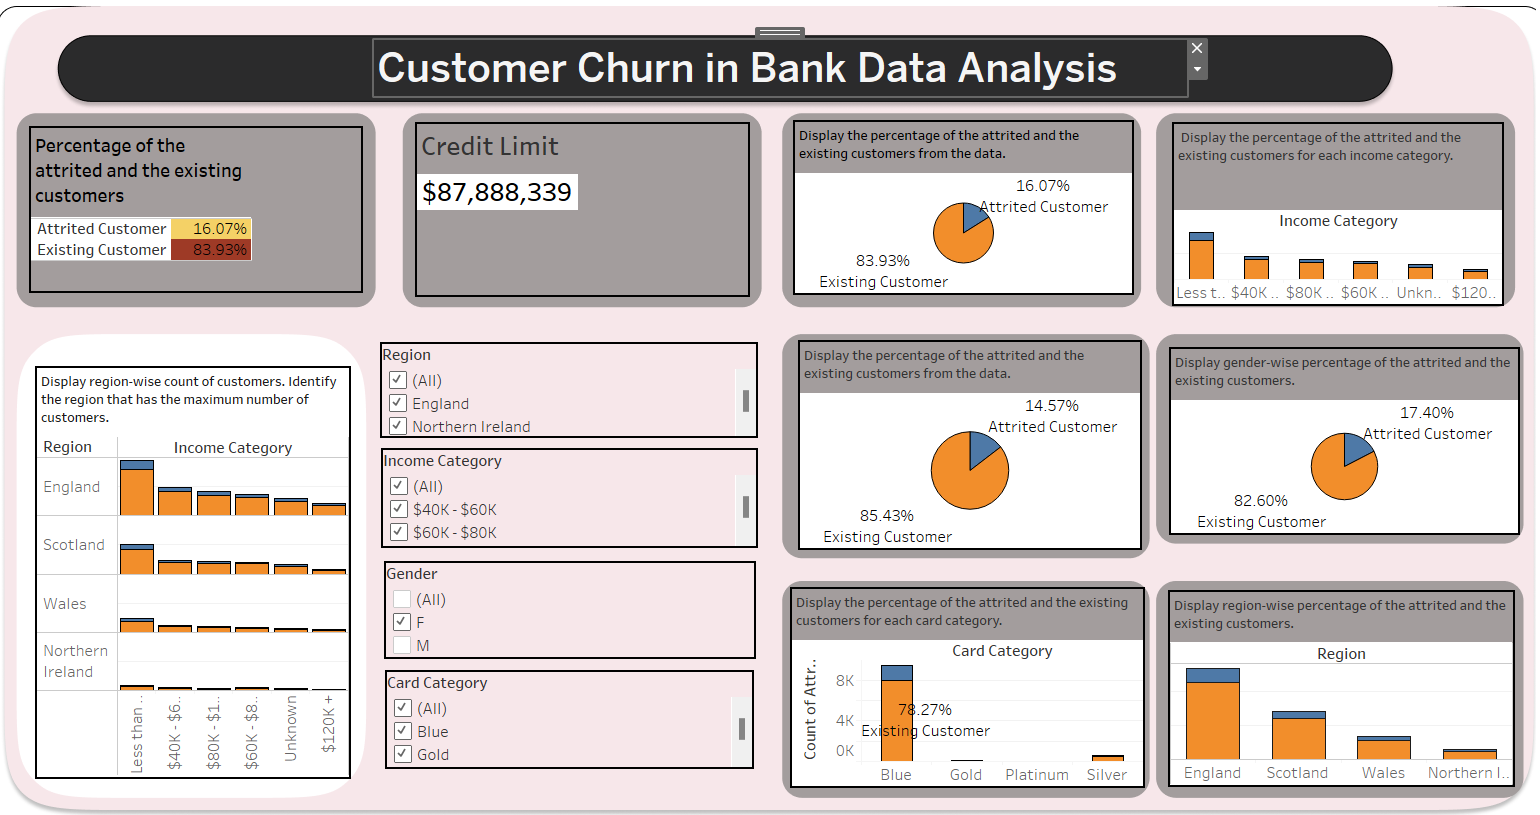 Customer Churn in Bank Data Analysis
Percentage of the
attrited and the existing
customers
Attrited Customer 16.07%
Existing Customer 83.93%
Credit Limit
$87,888,339
Display the percentage of the attrited and the
existing customers from the data.
16.07%
Attrited Customer
83.93%
Existing Customer
Display the percentage of the attrited and the
existing customers for each income category.
Income Category
Less t.. $40K .. $80K .. $60K .. Unkn.. $120..
Display region-wise count of customers. Identify
the region that has the maximum number of
customers.
Region Income Category
England
Scotland
Wales
Northern
Ireland
Less than ..
$40K - $6..
$80K - $1..
$60K - $8..
Unknown
$120K +
Region
(All)
England
Northern Ireland
Income Category
(All)
$40K - $60K
$60K - $80K
Gender
(All)
F
M
Card Category
(All)
Blue
Gold
Display the percentage of the attrited and the
existing customers from the data.
14.57%
Attrited Customer
85.43%
Existing Customer
Display gender-wise percentage of the attrited and the
existing customers.
17.40%
Attrited Customer
82.60%
Existing Customer
Display the percentage of the attrited and the existing
customers for each card category.
Card Category
Count of Attr..
8K
4K
0K
78.27%
Existing Customer
Blue Gold Platinum Silver
Display region-wise percentage of the attrited and the
existing customers.
Region
England Scotland Wales Northern I..